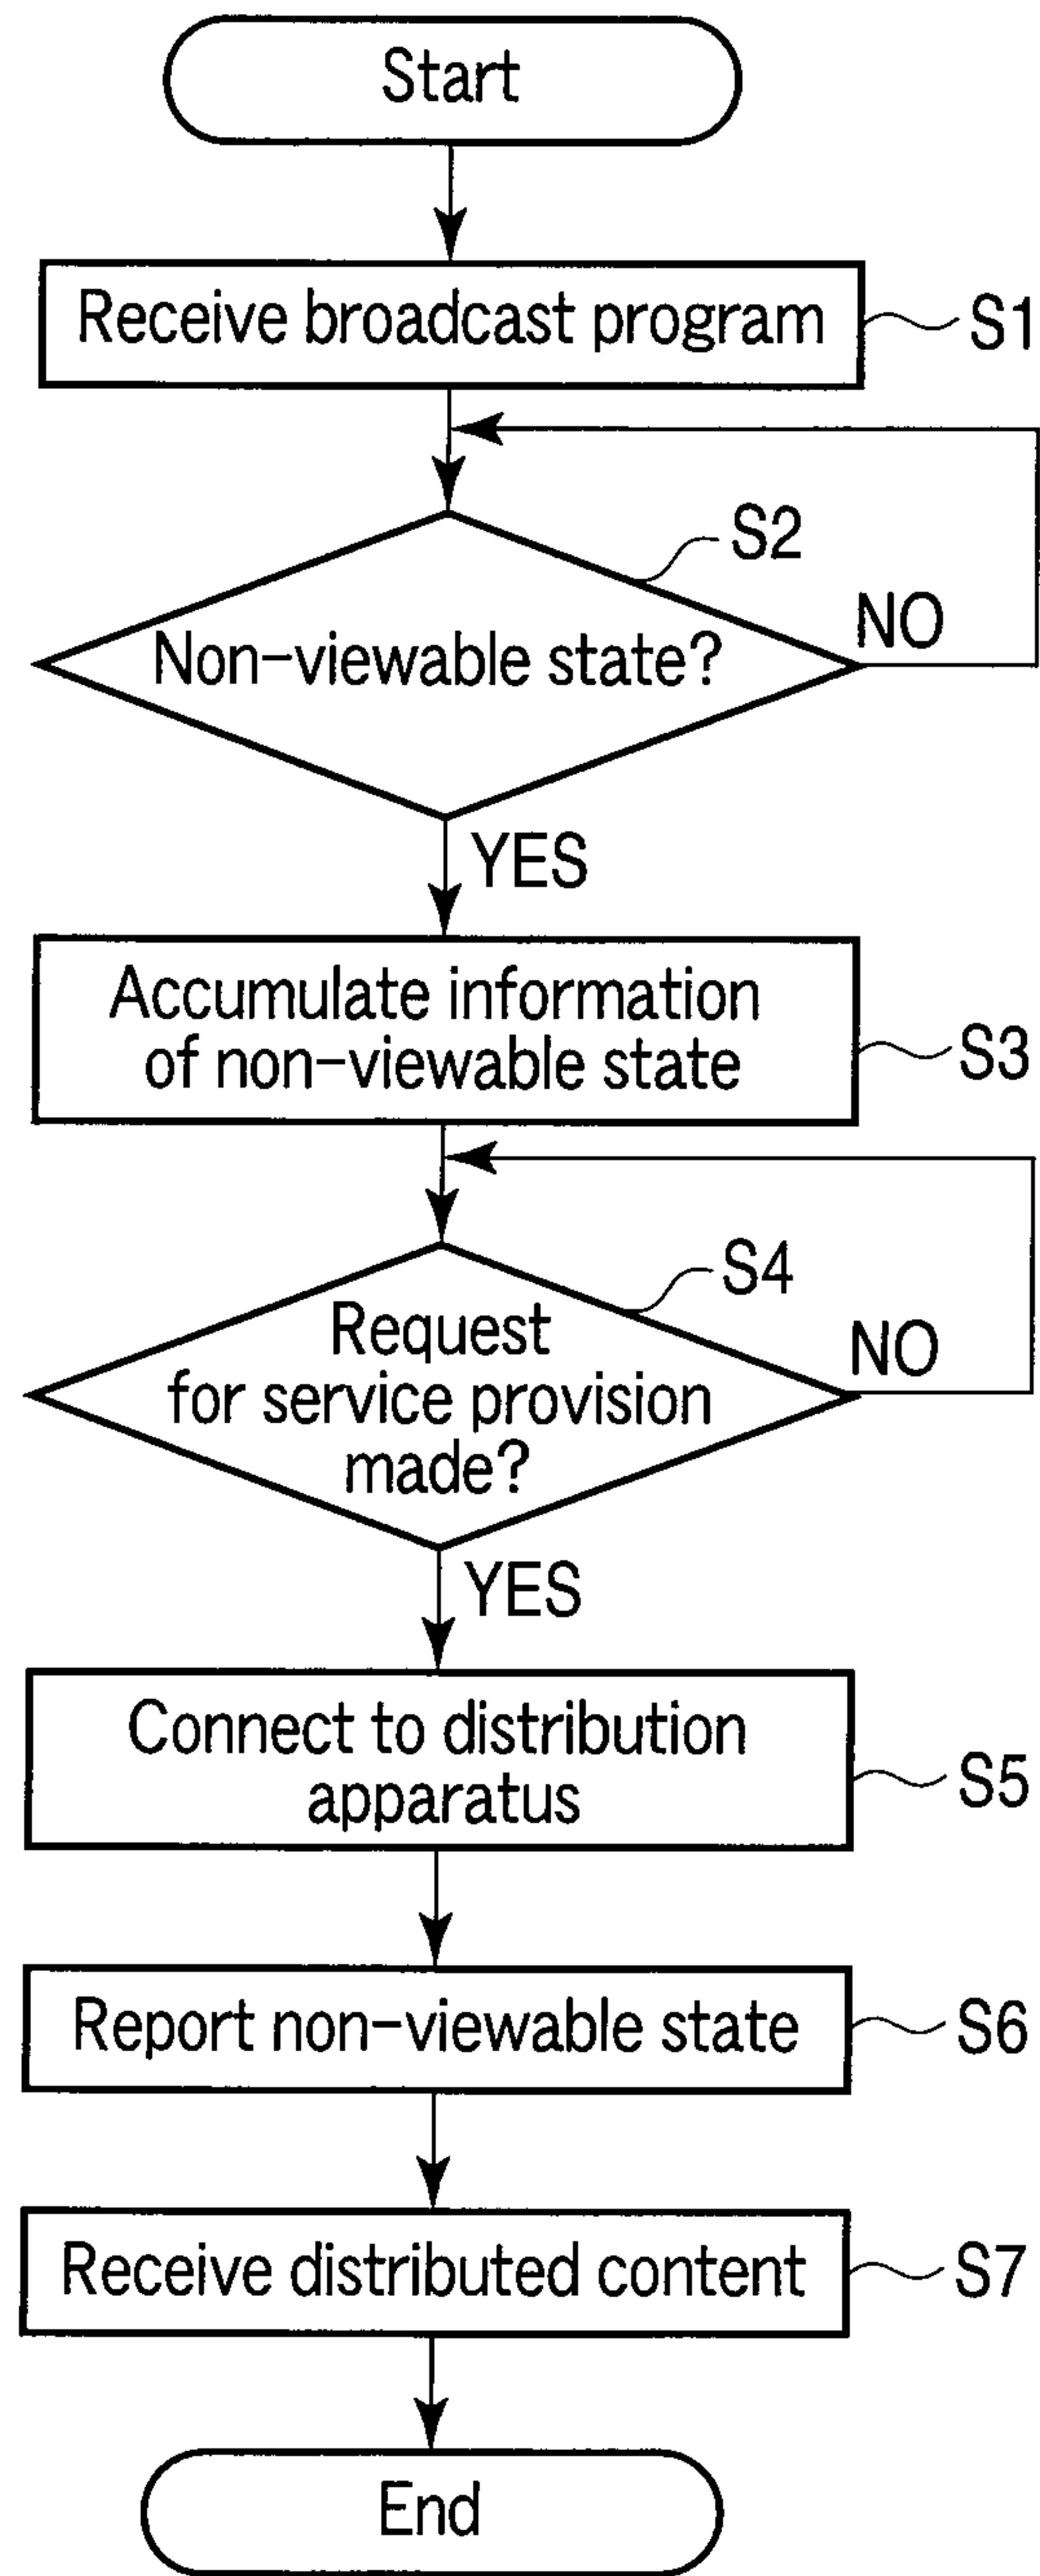 Start
Receive broadcast program
S1
S2
Non-viewable state?
NO
YES
Accumulate information
of non-viewable state
S3
S4
Request
for service provision
made?
NO
YES
Connect to distribution
apparatus
S5
Report non-viewable state
S6
Receive distributed content
S7
End